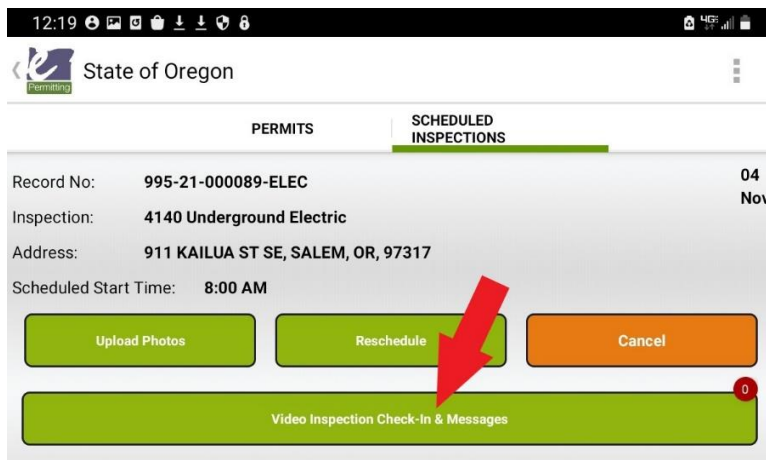 12:19
4G
Permitting
State of Oregon
PERMITS
SCHEDULED
INSPECTIONS
Record No: 995-21-000089-ELEC
04
Nov
Inspection: 4140 Underground Electric
Address: 911 KAILUA ST SE, SALEM, OR, 97317
Scheduled Start Time: 8:00 AM
Upload Photos
Reschedule
Cancel
0
Video Inspection Check-In & Messages